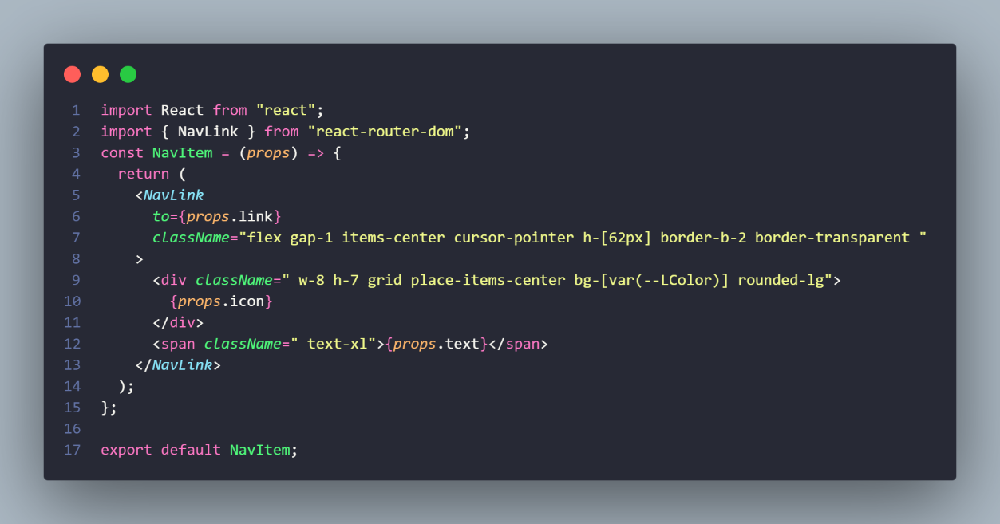 1 import React from "react";
2 import { NavLink } from "react-router-dom";
3 const NavItem = (props) => {
4   return (
5     <NavLink
6       to={props.link}
7       className="flex gap-1 items-center cursor-pointer h-[62px] border-b-2 border-transparent "
8     >
9       <div className=" w-8 h-7 grid place-items-center bg-[var(--LColor)] rounded-lg">
10         {props.icon}
11       </div>
12       <span className=" text-xl">{props.text}</span>
13     </NavLink>
14   );
15 };
16
17 export default NavItem;